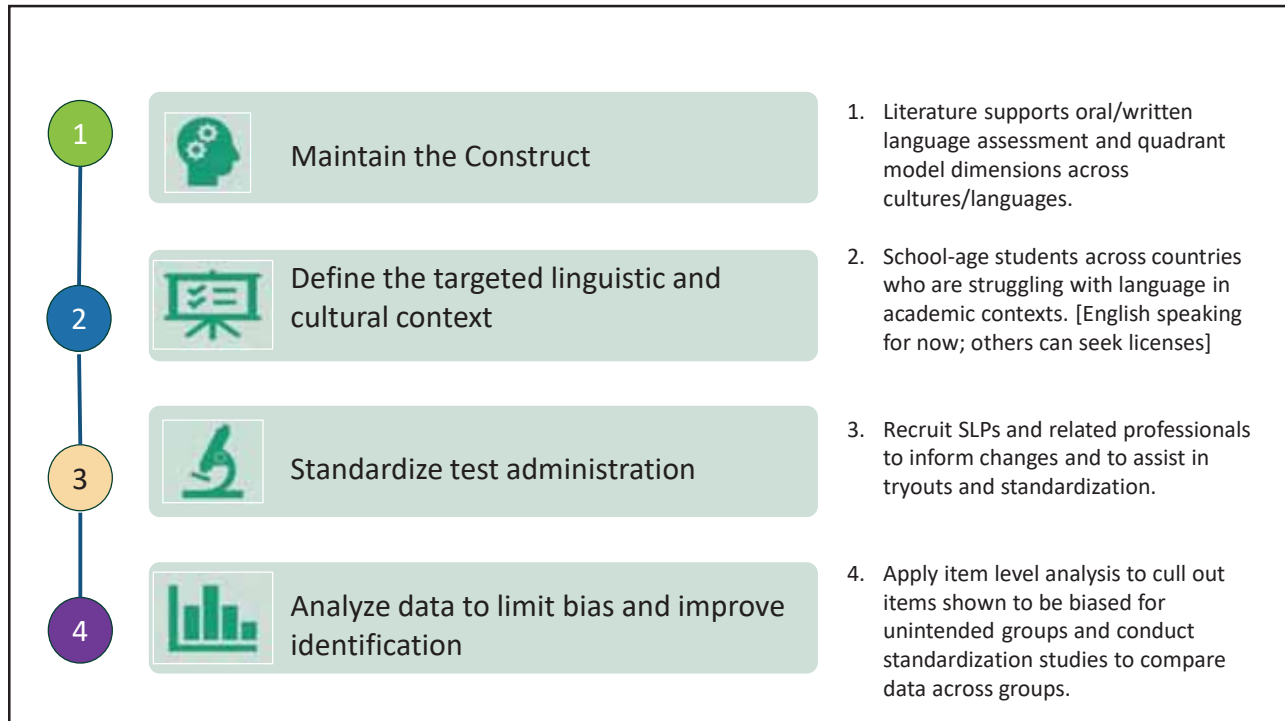 1
Maintain the Construct
1. Literature supports oral/written
language assessment and quadrant
model dimensions across
cultures/languages.
2
Define the targeted linguistic and
cultural context
2. School-age students across countries
who are struggling with language in
academic contexts. [English speaking
for now; others can seek licenses]
3
Standardize test administration
3. Recruit SLPs and related professionals
to inform changes and to assist in
tryouts and standardization.
4
Analyze data to limit bias and improve
identification
4. Apply item level analysis to cull out
items shown to be biased for
unintended groups and conduct
standardization studies to compare
data across groups.